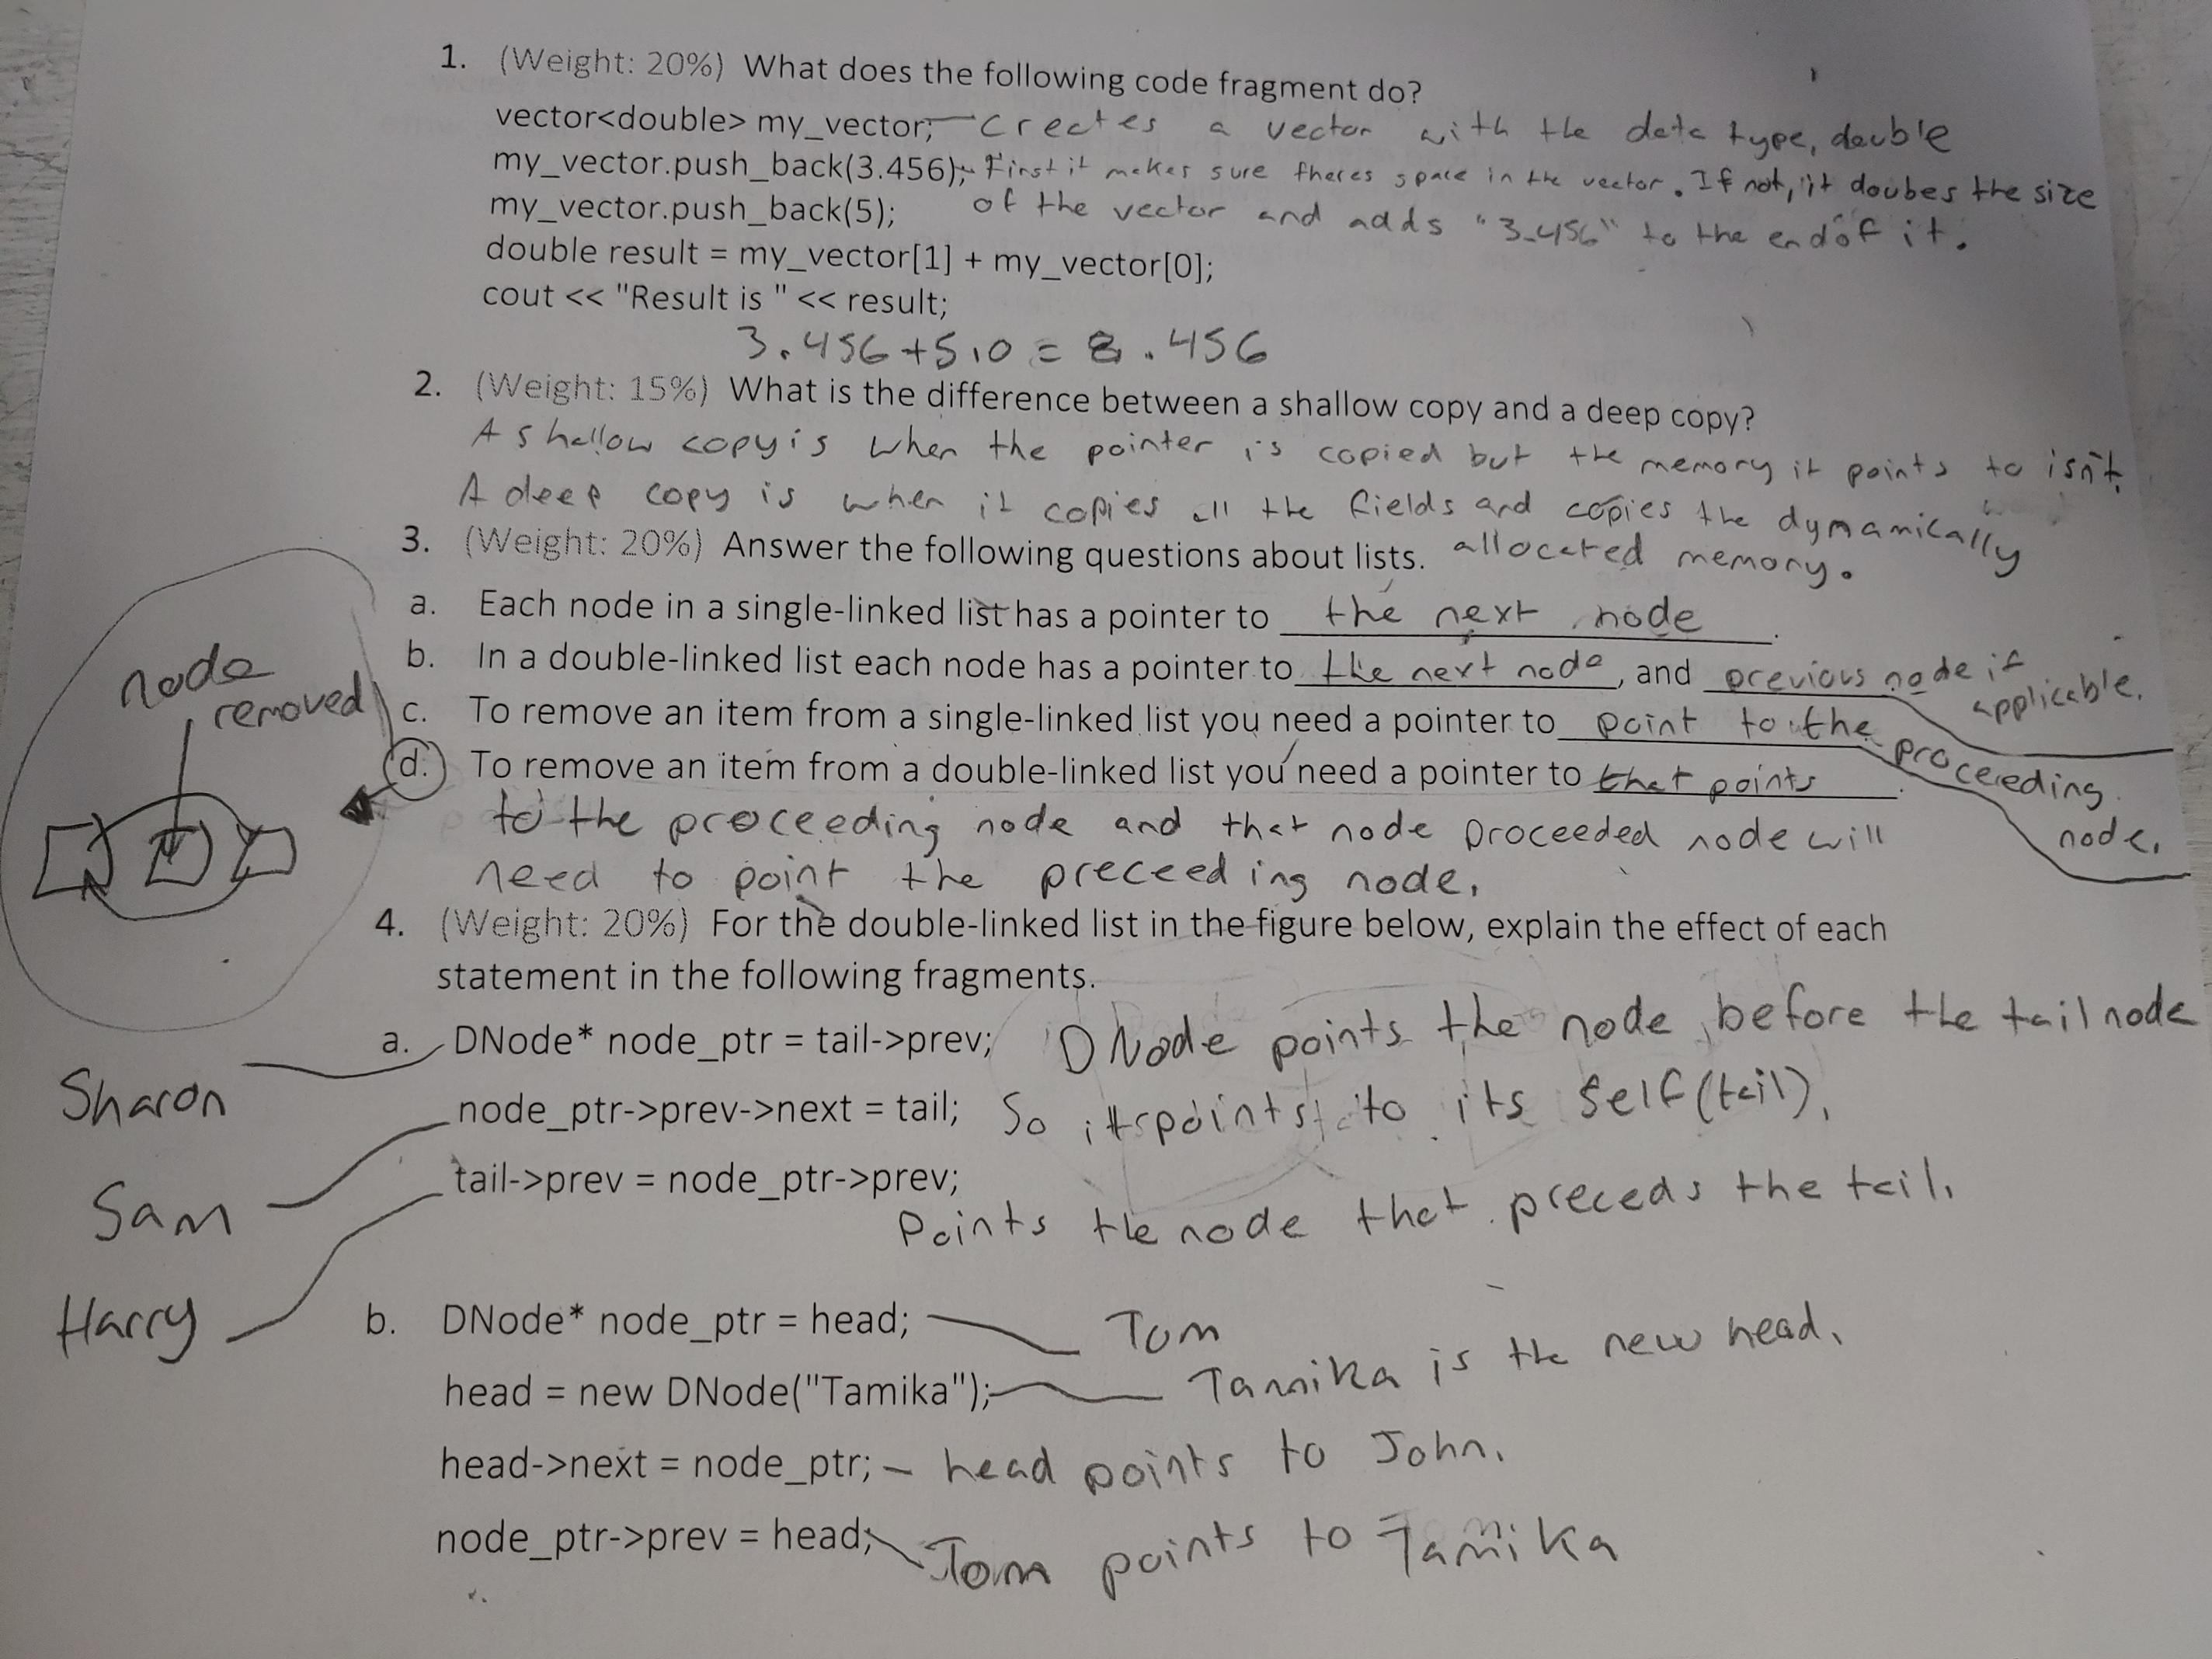 1. (Weight: 20%) What does the following code fragment do?
vector<double> my_vector; - Creates a vector with the data type, double
my_vector.push_back(3.456); - First it makes sure theres space in the vector. If not, it doubes the size
my_vector.push_back(5); of the vector and adds "3.456" to the end of it.
double result = my_vector[1] + my_vector[0];
cout << "Result is " << result;
3.456+5.0 = 8.456
2. (Weight: 15%) What is the difference between a shallow copy and a deep copy?
A shallow copy is when the pointer is copied but the memory it points to isn't.
A deep copy is when it copies all the fields and copies the dynamically
3. (Weight: 20%) Answer the following questions about lists. allocated memory.
a. Each node in a single-linked list has a pointer to the next node.
b. In a double-linked list each node has a pointer to the next node, and previous node if
applicable.
node
removed
c. To remove an item from a single-linked list you need a pointer to point to the
proceeding
node.
d. To remove an item from a double-linked list you need a pointer to that points
to the proceeding node and that node proceeded node will
need to point the preceeding node.
4. (Weight: 20%) For the double-linked list in the figure below, explain the effect of each
statement in the following fragments.
a. DNode* node_ptr = tail->prev; DNode points the node before the tail node
Sharon
node_ptr->prev->next = tail; So it points to its self (tail).
Sam
tail->prev = node_ptr->prev;
Points the node that preceds the tail.
Harry
b. DNode* node_ptr = head; Tom
head = new DNode("Tamika"); Tamika is the new head.
head->next = node_ptr; - head points to John.
node_ptr->prev = head; Tom points to Tamika